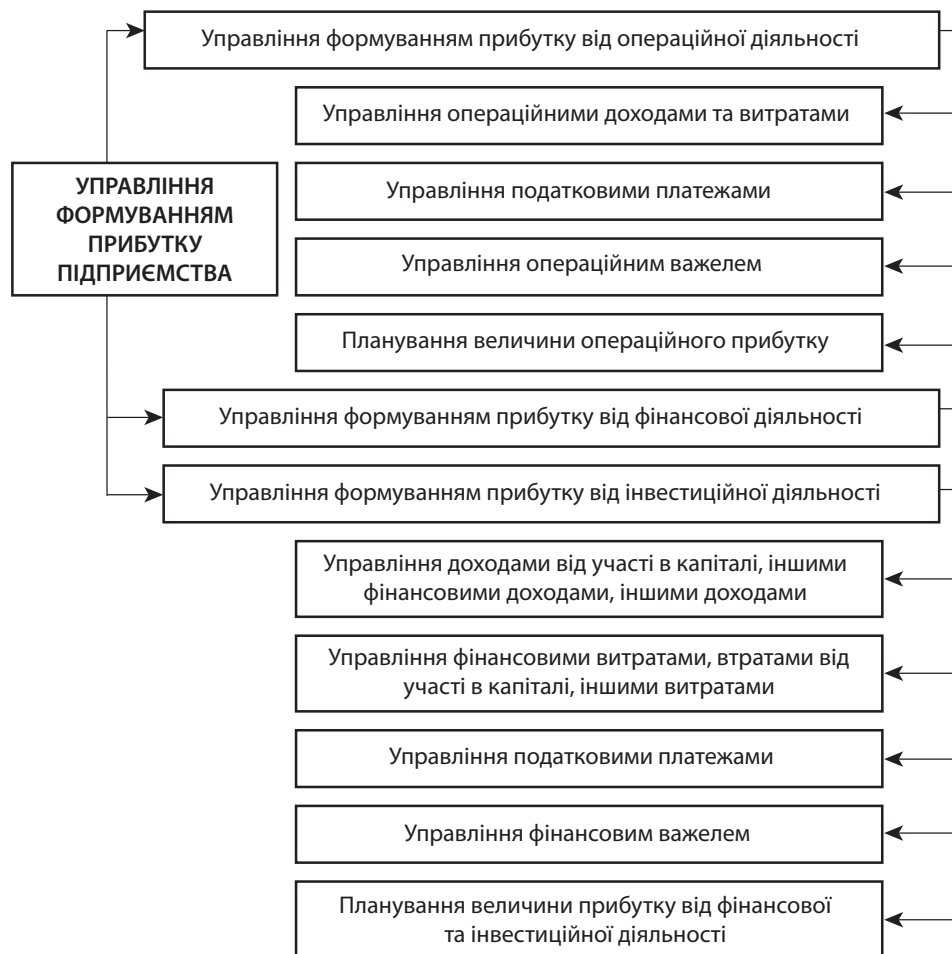 Управління формуванням прибутку від операційної діяльності
Управління операційними доходами та витратами
УПРАВЛІННЯ
ФОРМУВАННЯМ
ПРИБУТКУ
ПІДПРИЄМСТВА
Управління податковими платежами
Управління операційним важелем
Планування величини операційного прибутку
Управління формуванням прибутку від фінансової діяльності
Управління формуванням прибутку від інвестиційної діяльності
Управління доходами від участі в капіталі, іншими
фінансовими доходами, іншими доходами
Управління фінансовими витратами, втратами від
участі в капіталі, іншими витратами
Управління податковими платежами
Управління фінансовим важелем
Планування величини прибутку від фінансової
та інвестиційної діяльності